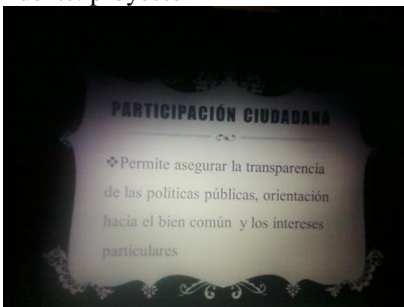 PARTICIPACIÓN CIUDADANA
❖Permite asegurar la transparencia
de las políticas públicas, orientación
hacia el bien común y los intereses
particulares